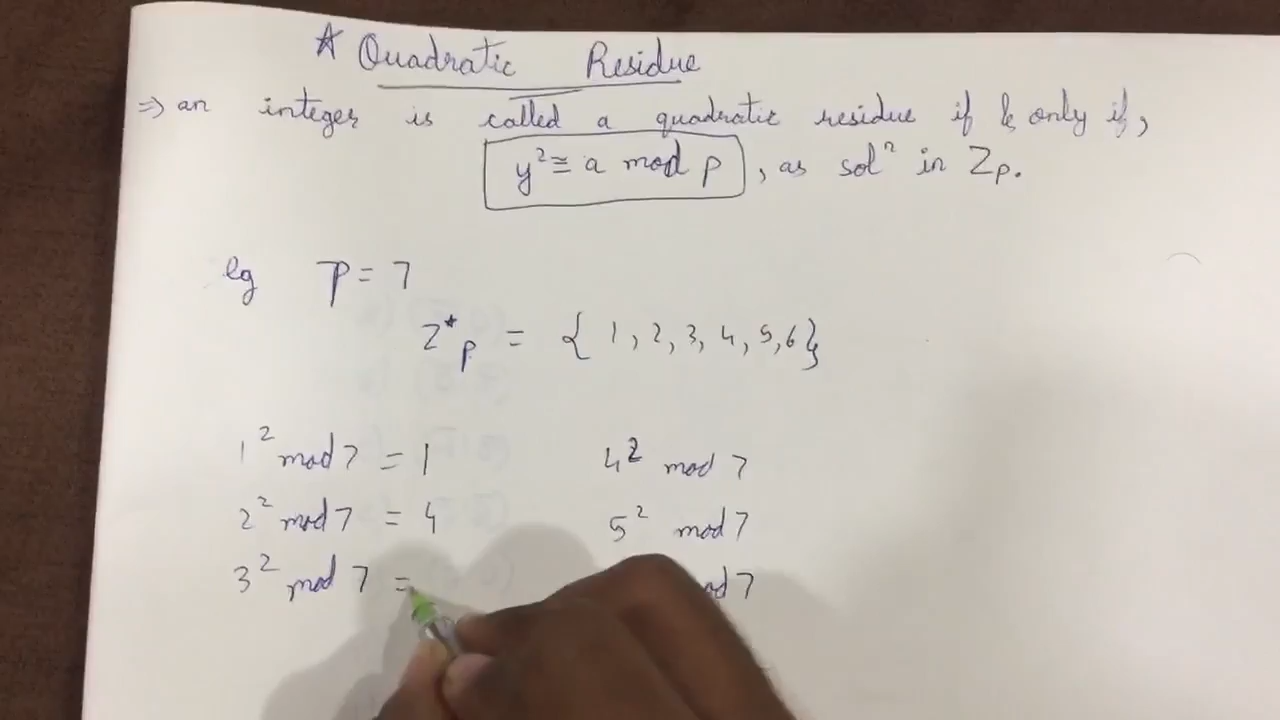 * Quadratic Residue
⇒ an integer is called a quadratic residue if & only if,
y² ≅ a mod p , as solⁿ in Zp.
eg P = 7
Z*p = { 1, 2, 3, 4, 5, 6 }
1² mod 7 = 1 4² mod 7
2² mod 7 = 4 5² mod 7
3² mod 7 = mod 7